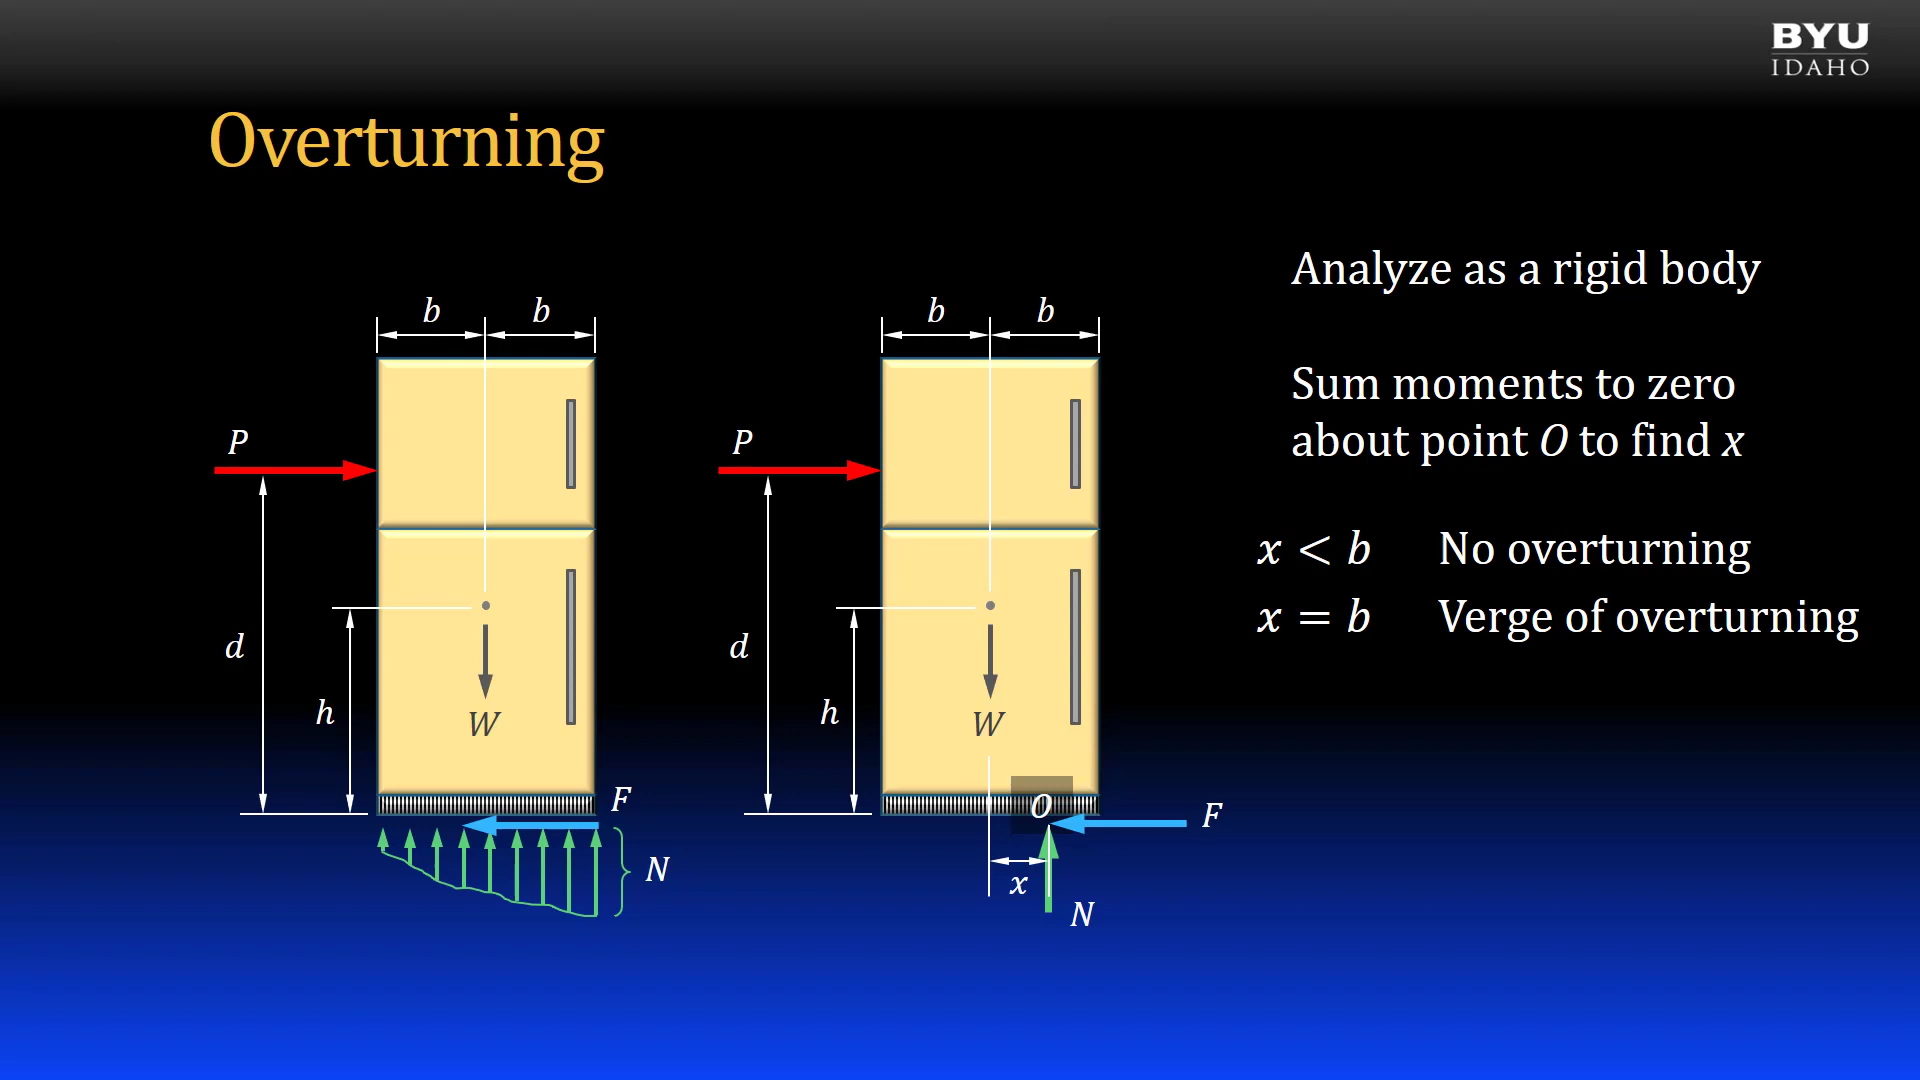 BYU
IDAHO
Overturning
Analyze as a rigid body
Sum moments to zero
about point O to find x
x < b No overturning
x = b Verge of overturning
b b
P
d
h
W
F
N
b b
P
d
h
W
O
F
x
N